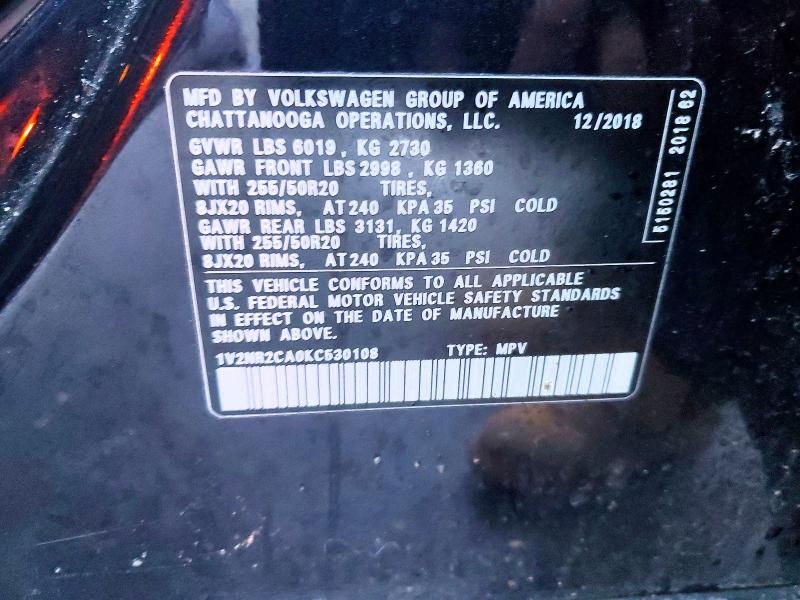 MFD BY VOLKSWAGEN GROUP OF AMERICA
CHATTANOOGA OPERATIONS, LLC. 12/2018
GVWR LBS 6019, KG 2730
GAWR FRONT LBS 2998, KG 1360
WITH 255/50R20 TIRES,
8JX20 RIMS, AT 240 KPA 35 PSI COLD
GAWR REAR LBS 3131, KG 1420
WITH 255/50R20 TIRES,
8JX20 RIMS, AT 240 KPA 35 PSI COLD
THIS VEHICLE CONFORMS TO ALL APPLICABLE
U.S. FEDERAL MOTOR VEHICLE SAFETY STANDARDS
IN EFFECT ON THE DATE OF MANUFACTURE
SHOWN ABOVE.
1V2NR2CA0KC530108 TYPE: MPV
5150281 2018 62